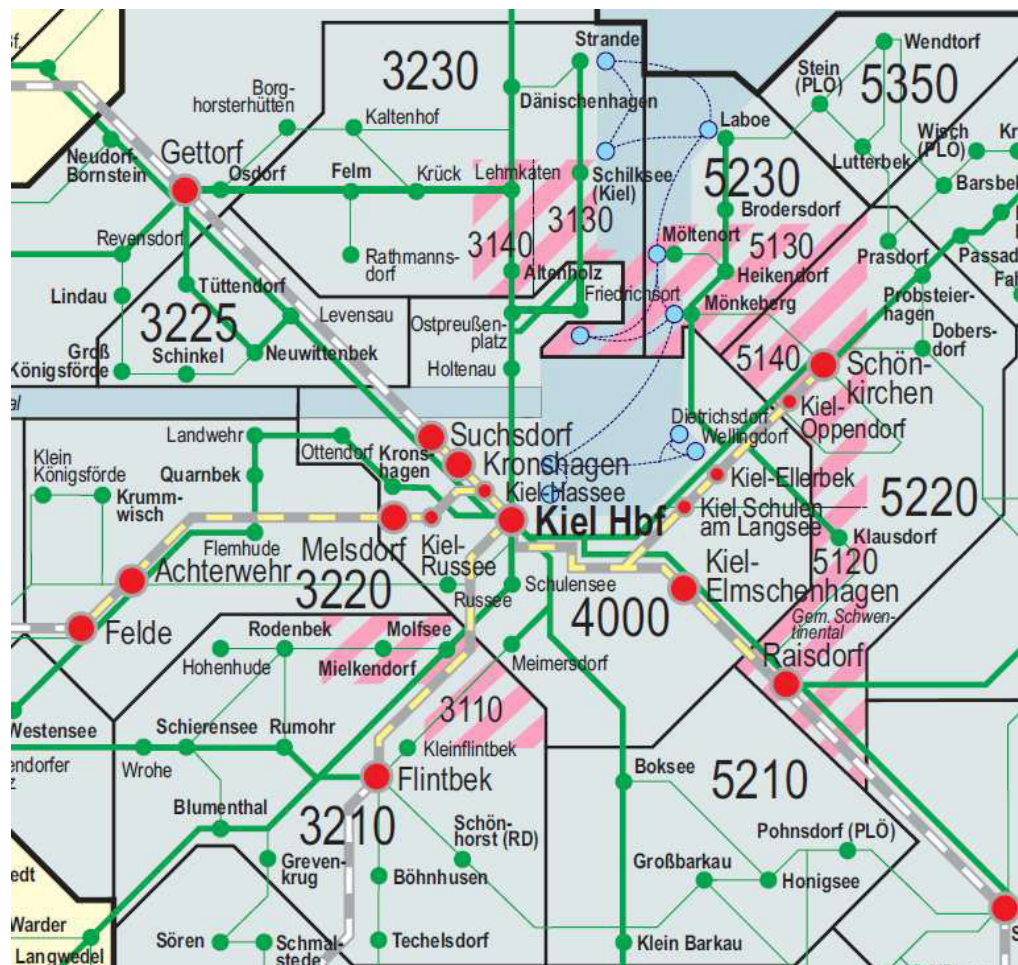 Strande
Wendtorf
3230
Stein
(PLÖ)
5350
Borg-
horsterhütten
Dänischenhagen
Kaltenhof
Laboe
Wisch
(PLÖ)
Neudorf-
Bornstein
Gettorf
Lutterbek
Osdorf
Felm
Krück
Lehmkaten
Schilksee
(Kiel)
5230
Barsbek
3130
Brodersdorf
Revensdorf
3140
Möltenort
5130
Prasdorf
Rathmanns-
dorf
Altenholz
Heikendorf
Lindau
Tüttendorf
Friedrichsort
Mönkeberg
Probsteier-
hagen
3225
Levensau
Ostpreußen-
platz
Dobers-
dorf
Groß
Königsförde
Schinkel
Neuwittenbek
Holtenau
5140
Schön-
kirchen
Kiel-
Oppendorf
Dietrichsdorf
Wellingdorf
Landwehr
Ottendorf
Suchsdorf
Krons-
hagen
Kronshagen
Klein
Königsförde
Quarnbek
Kiel-Hassee
Kiel-Ellerbek
5220
Krumm-
wisch
Kiel Hbf
Kiel Schulen
am Langsee
Flemhude
Melsdorf
Kiel-
Russee
Klausdorf
Achterwehr
Kiel-
Elmschenhagen
5120
3220
Russee
Schulensee
4000
Gem. Schwen-
tinental
Felde
Rodenbek
Molfsee
Raisdorf
Hohenhude
Mielkendorf
Meimersdorf
3110
Westensee
Schierensee
Rumohr
Kleinflintbek
Wrohe
Flintbek
Boksee
5210
Blumenthal
3210
Schön-
horst (RD)
Pohnsdorf (PLÖ)
Greven-
krug
Böhnhusen
Großbarkau
Honigsee
Warder
Sören
Schmal-
stede
Techelsdorf
Klein Barkau
Langwedel